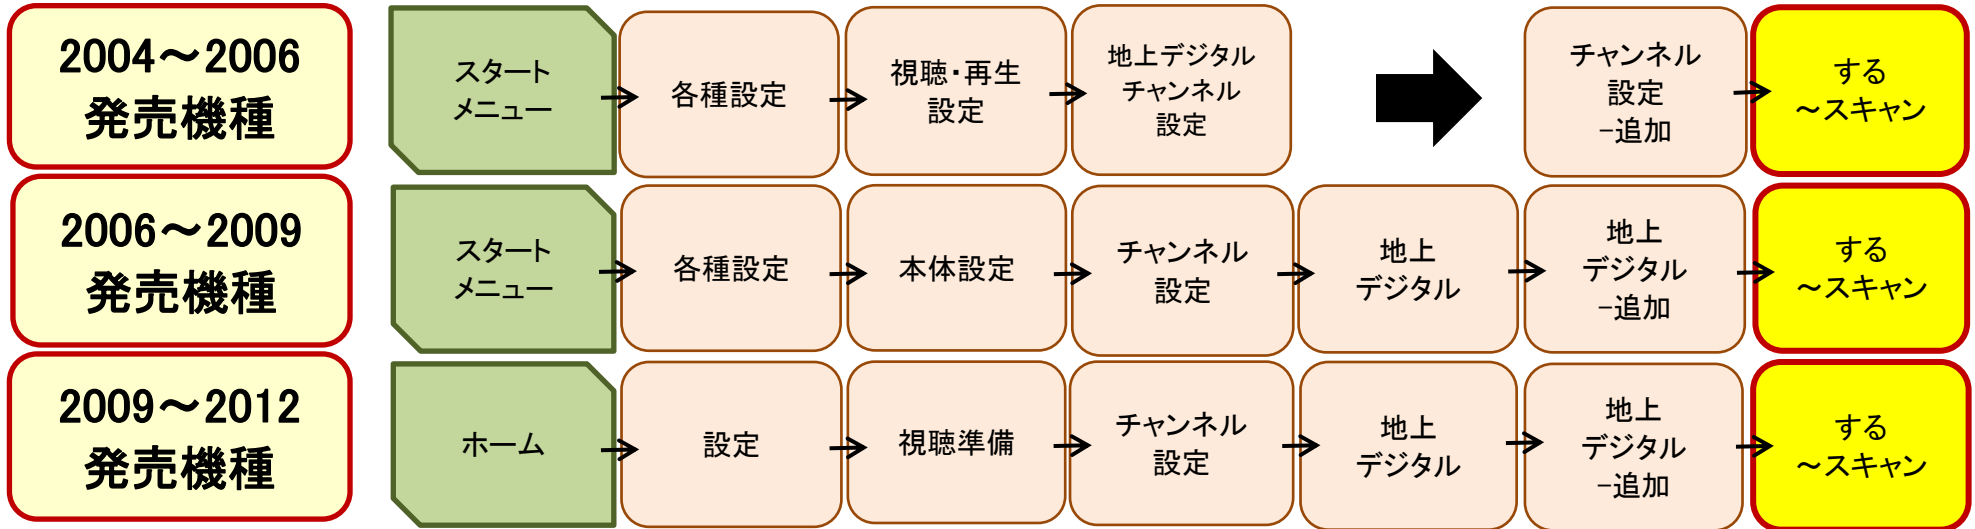 2004～2006
発売機種
スタート
メニュー
各種設定
視聴・再生
設定
地上デジタル
チャンネル
設定
チャンネル
設定
-追加
する
～スキャン
2006～2009
発売機種
スタート
メニュー
各種設定
本体設定
チャンネル
設定
地上
デジタル
地上
デジタル
-追加
する
～スキャン
2009～2012
発売機種
ホーム
設定
視聴準備
チャンネル
設定
地上
デジタル
地上
デジタル
-追加
する
～スキャン